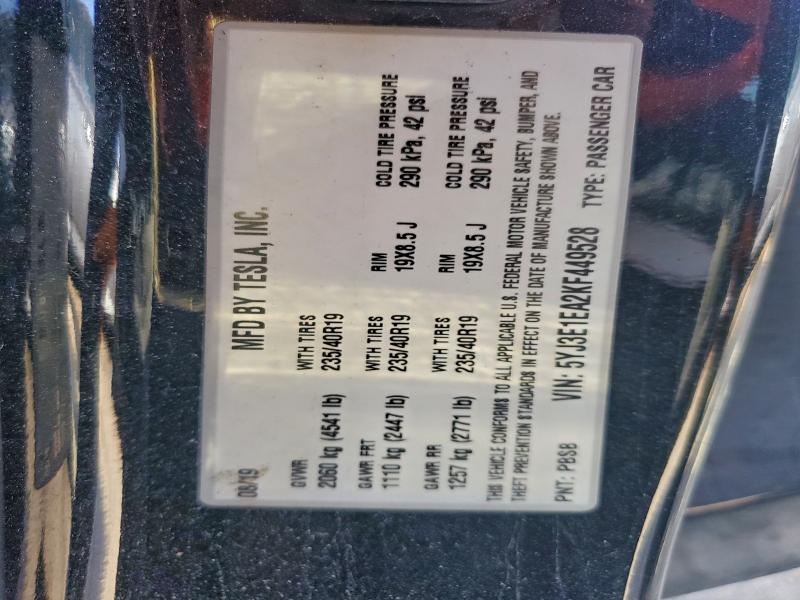 MFD BY TESLA, INC.
08/19
GVWR WITH TIRES
2060 kg (4541 lb) 235/40R19
GAWR FRT WITH TIRES RIM COLD TIRE PRESSURE
1110 kg (2447 lb) 235/40R19 19X8.5 J 290 kPa, 42 psi
GAWR RR WITH TIRES RIM COLD TIRE PRESSURE
1257 kg (2771 lb) 235/40R19 19X8.5 J 290 kPa, 42 psi
THIS VEHICLE CONFORMS TO ALL APPLICABLE U.S. FEDERAL MOTOR VEHICLE SAFETY, BUMPER, AND
THEFT PREVENTION STANDARDS IN EFFECT ON THE DATE OF MANUFACTURE SHOWN ABOVE.
PNT: PBSB VIN: 5YJ3E1EA2KF449528 TYPE: PASSENGER CAR